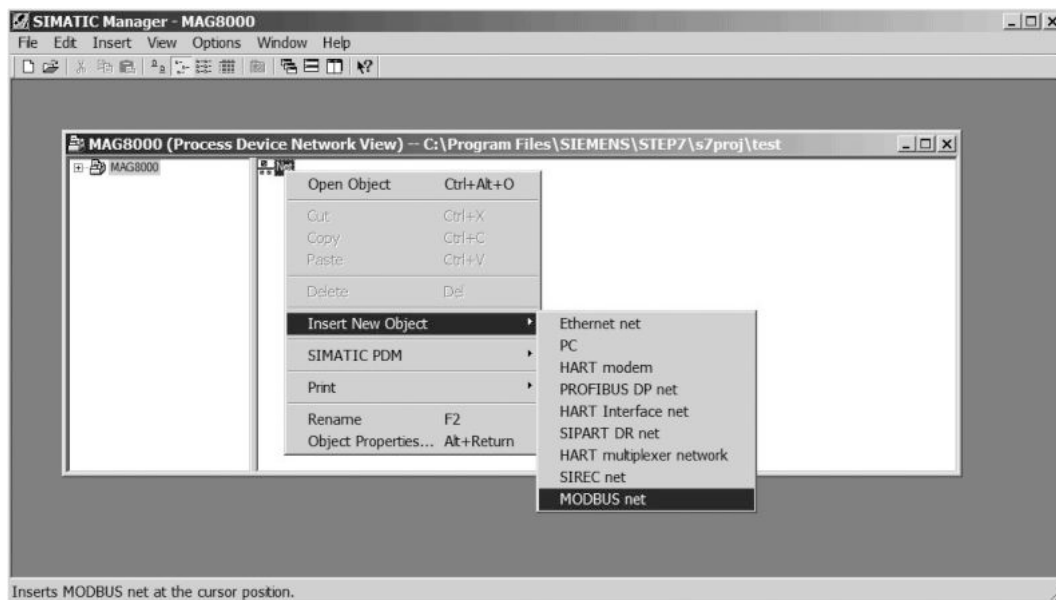 SIMATIC Manager - MAG8000
File Edit Insert View Options Window Help
MAG8000 (Process Device Network View) -- C:\Program Files\SIEMENS\STEP7\s7proj\test
MAG8000
Open Object Ctrl+Alt+O
Cut Ctrl+X
Copy Ctrl+C
Paste Ctrl+V
Delete Del
Insert New Object
SIMATIC PDM
Print
Rename F2
Object Properties... Alt+Return
Ethernet net
PC
HART modem
PROFIBUS DP net
HART Interface net
SIPART DR net
HART multiplexer network
SIREC net
MODBUS net
Inserts MODBUS net at the cursor position.